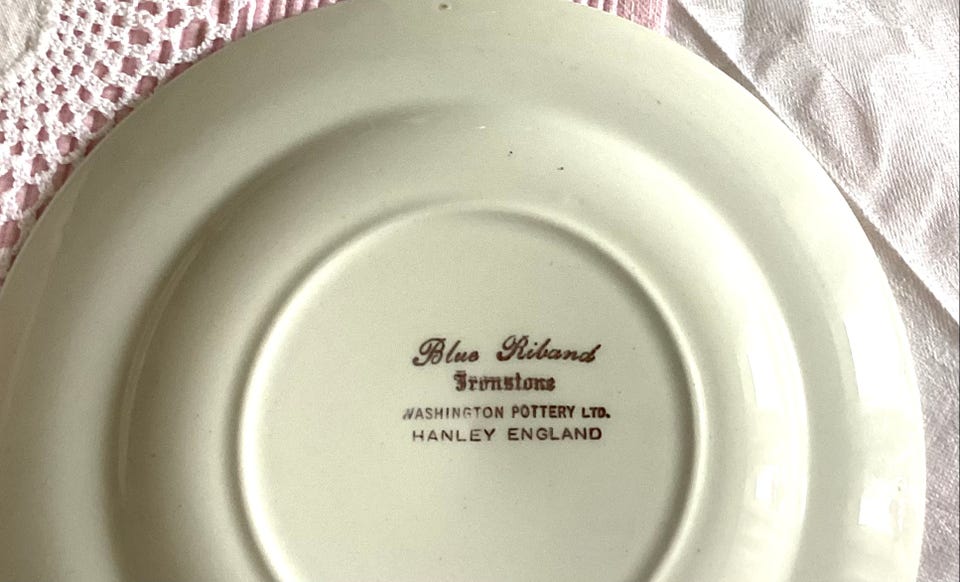 Blue Riband
Ironstone
WASHINGTON POTTERY LTD.
HANLEY ENGLAND